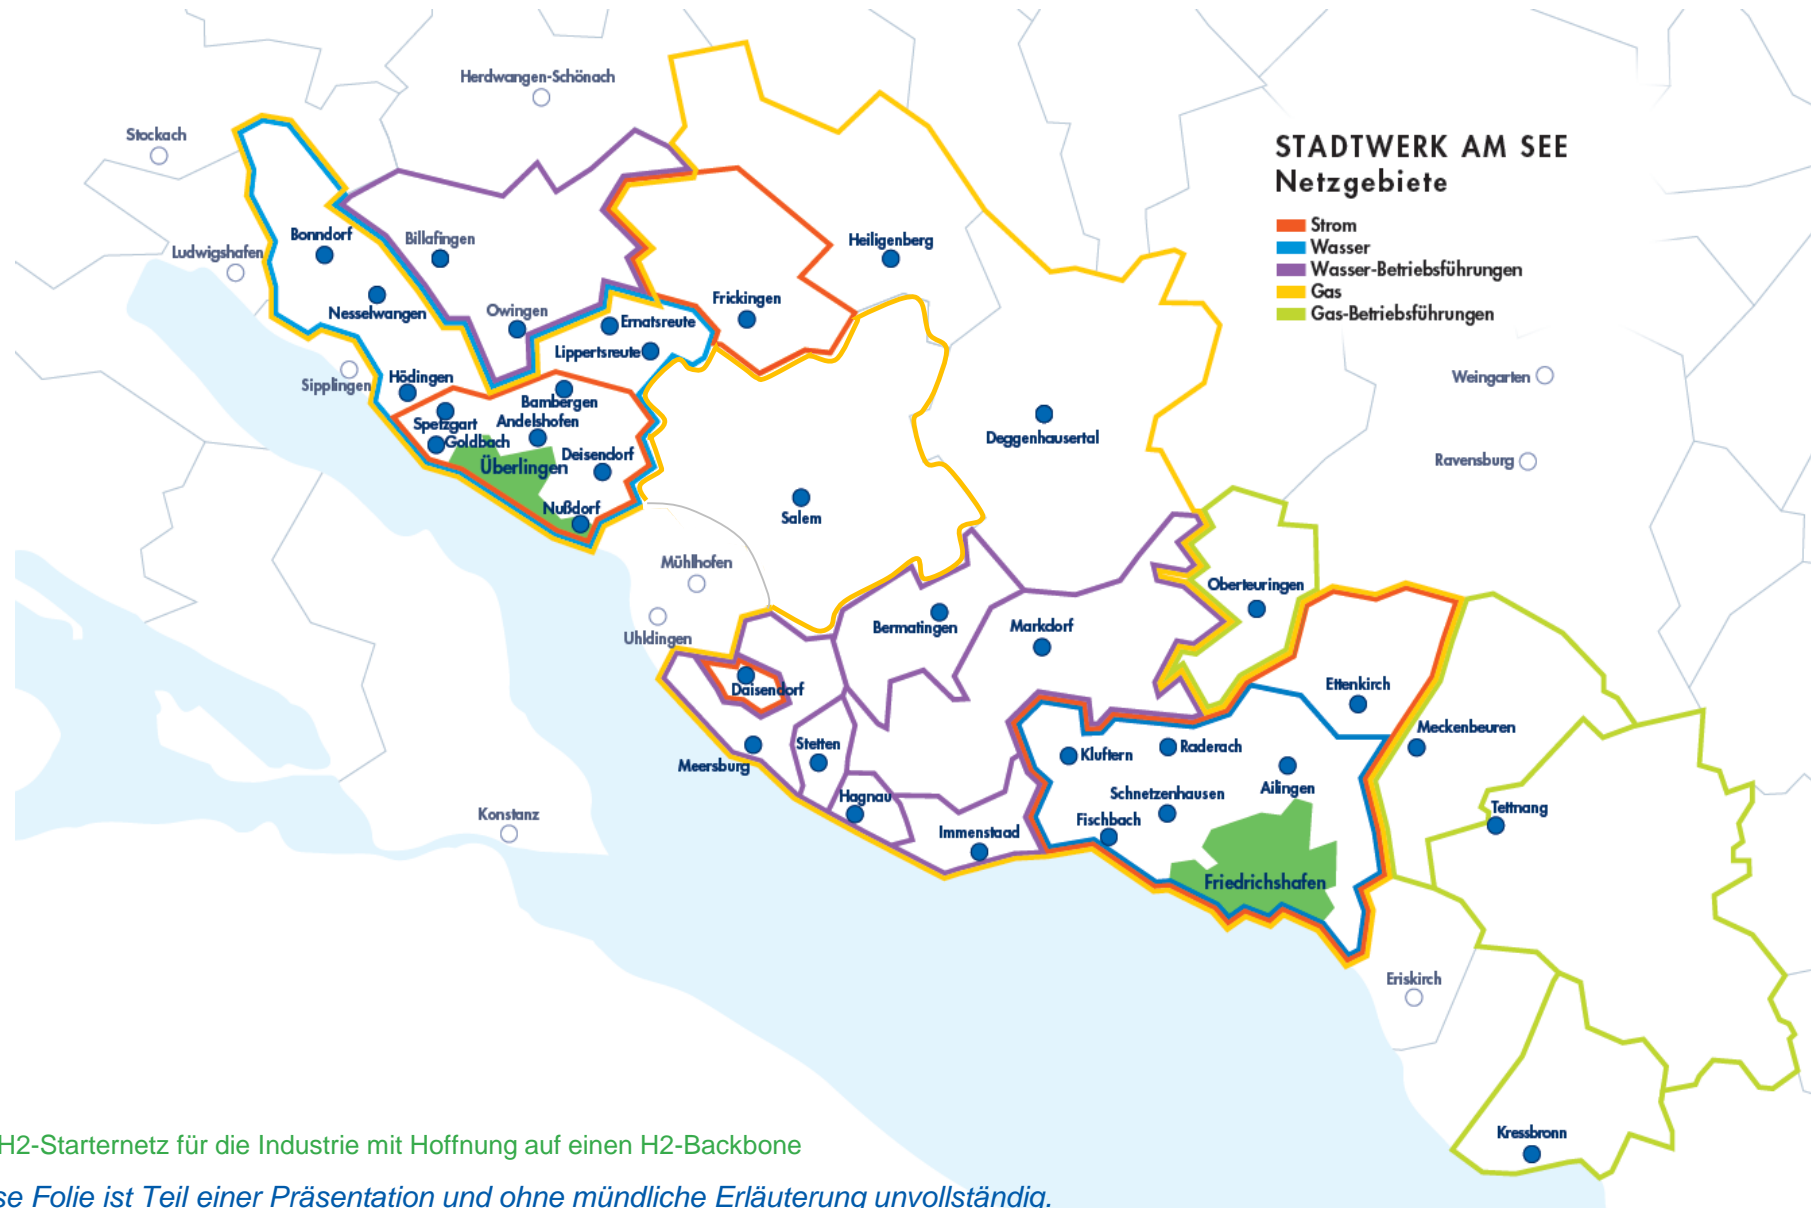 Herdwangen-Schönach
Stockach
STADTWERK AM SEE
Netzgebiete
Strom
Wasser
Wasser-Betriebsführungen
Gas
Gas-Betriebsführungen
Bonndorf
Billafingen
Heiligenberg
Ludwigshafen
Nesselwangen
Owingen
Ernatsreute
Frickingen
Lippertsreute
Sipplingen
Hödingen
Weingarten
Bambergen
Spetzgart
Andelshofen
Goldbach
Deggenhausertal
Überlingen
Deisendorf
Ravensburg
Nußdorf
Salem
Mühlhofen
Oberteuringen
Uhldingen
Bermatingen
Markdorf
Daisendorf
Ettenkirch
Meckenbeuren
Meersburg
Stetten
Kluftern
Raderach
Ailingen
Hagnau
Schnetzenhausen
Tettnang
Konstanz
Immenstaad
Fischbach
Friedrichshafen
Eriskirch
Kressbronn
H2-Starternetz für die Industrie mit Hoffnung auf einen H2-Backbone
se Folie ist Teil einer Präsentation und ohne mündliche Erläuterung unvollständig.